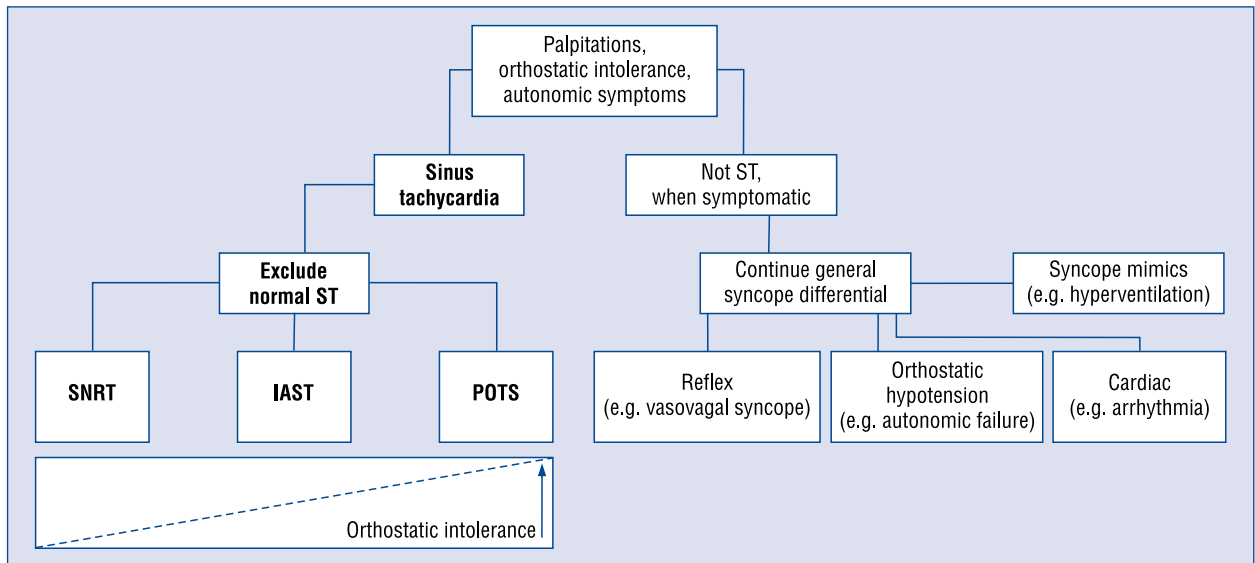 Palpitations,
orthostatic intolerance,
autonomic symptoms
Sinus
tachycardia
Not ST,
when symptomatic
Exclude
normal ST
Continue general
syncope differential
Syncope mimics
(e.g. hyperventilation)
SNRT
IAST
POTS
Reflex
(e.g. vasovagal syncope)
Orthostatic
hypotension
(e.g. autonomic failure)
Cardiac
(e.g. arrhythmia)
Orthostatic intolerance